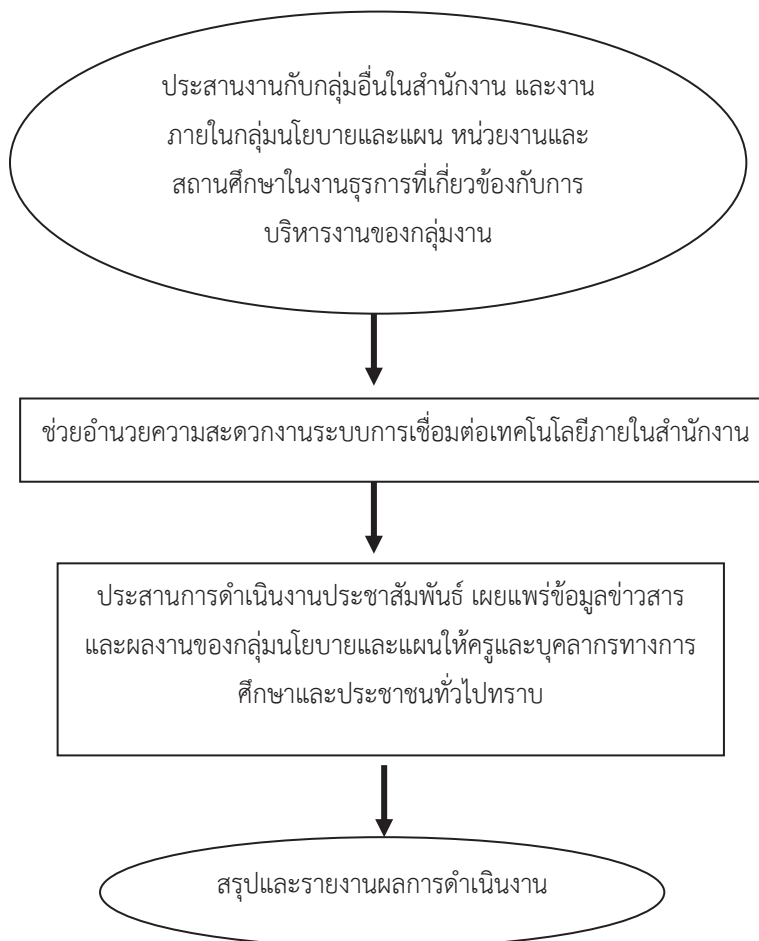 ประสานงานกับกลุ่มอื่นในสำนักงาน และงาน
ภายในกลุ่มนโยบายและแผน หน่วยงานและ
สถานศึกษาในงานธุรการที่เกี่ยวข้องกับการ
บริหารงานของกลุ่มงาน
ช่วยอำนวยความสะดวกงานระบบการเชื่อมต่อเทคโนโลยีภายในสำนักงาน
ประสานการดำเนินงานประชาสัมพันธ์ เผยแพร่ข้อมูลข่าวสาร
และผลงานของกลุ่มนโยบายและแผนให้ครูและบุคลากรทางการ
ศึกษาและประชาชนทั่วไปทราบ
สรุปและรายงานผลการดำเนินงาน